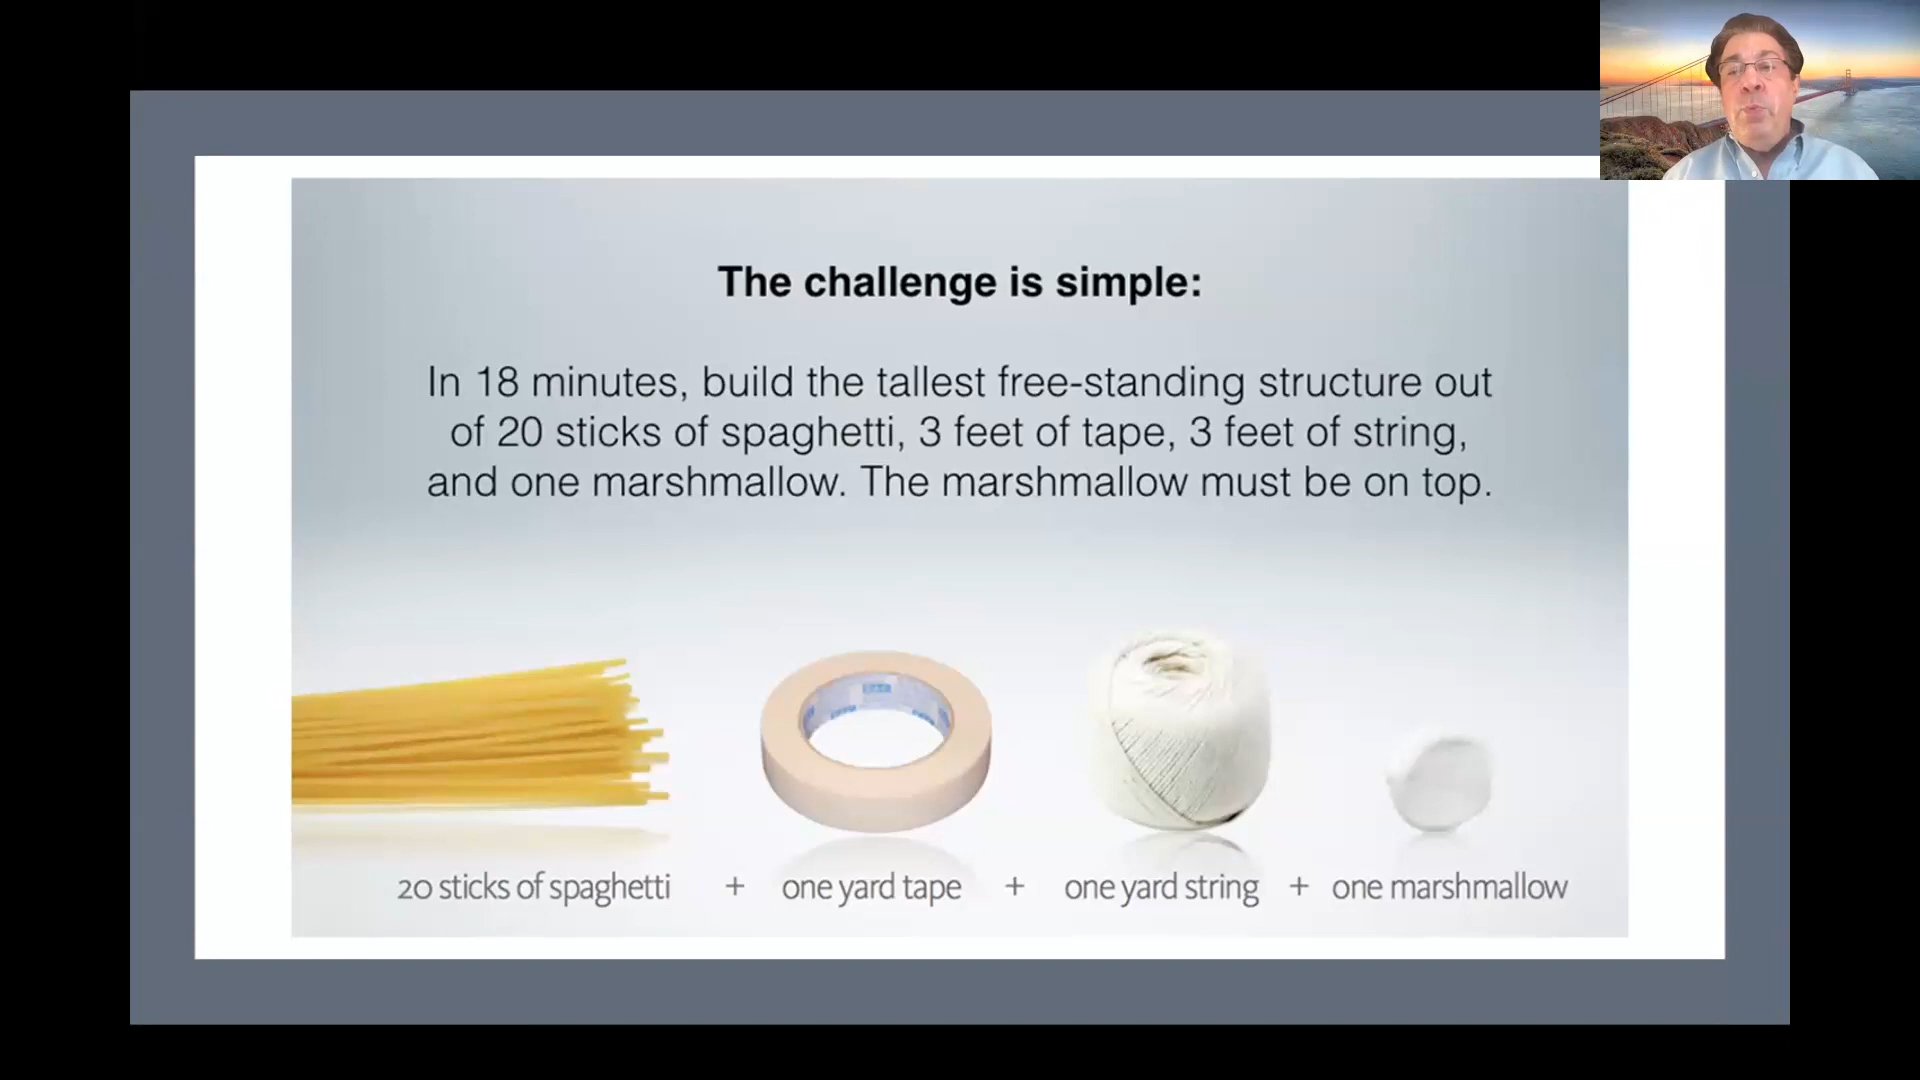 The challenge is simple:
In 18 minutes, build the tallest free-standing structure out
of 20 sticks of spaghetti, 3 feet of tape, 3 feet of string,
and one marshmallow. The marshmallow must be on top.
20 sticks of spaghetti + one yard tape + one yard string + one marshmallow